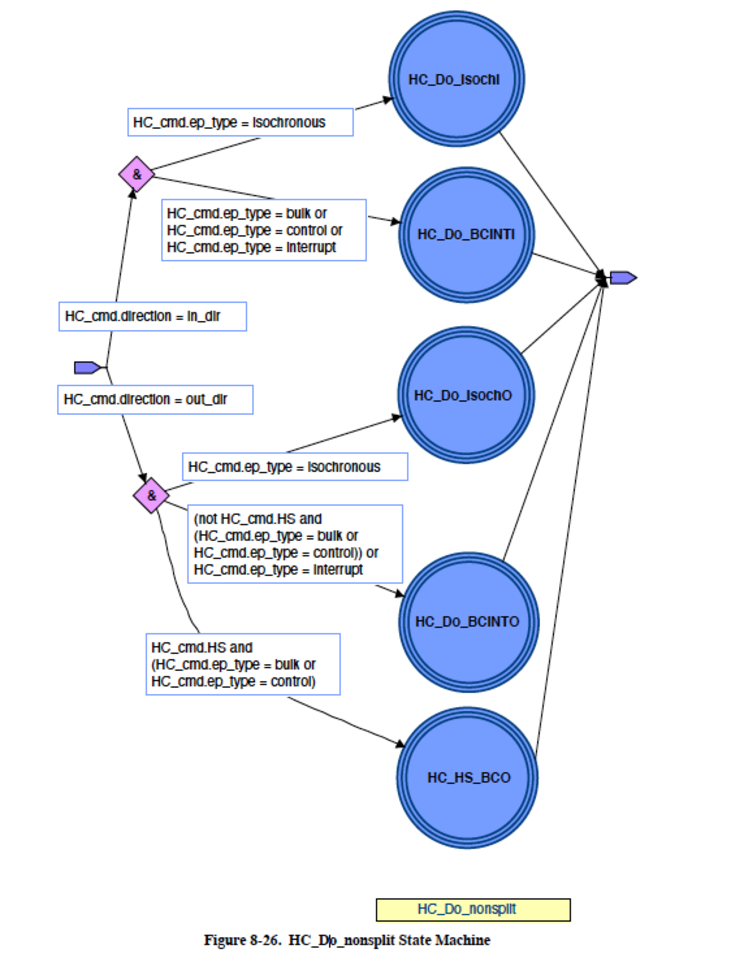 HC_Do_IsochI
HC_cmd.ep_type = Isochronous
&
HC_cmd.ep_type = bulk or
HC_cmd.ep_type = control or
HC_cmd.ep_type = Interrupt
HC_Do_BCINTI
HC_cmd.direction = In_dir
HC_cmd.direction = out_dir
HC_Do_IsochO
HC_cmd.ep_type = Isochronous
&
(not HC_cmd.HS and
(HC_cmd.ep_type = bulk or
HC_cmd.ep_type = control)) or
HC_cmd.ep_type = Interrupt
HC_Do_BCINTO
HC_cmd.HS and
(HC_cmd.ep_type = bulk or
HC_cmd.ep_type = control)
HC_HS_BCO
HC_Do_nonsplit
Figure 8-26. HC_Do_nonsplit State Machine